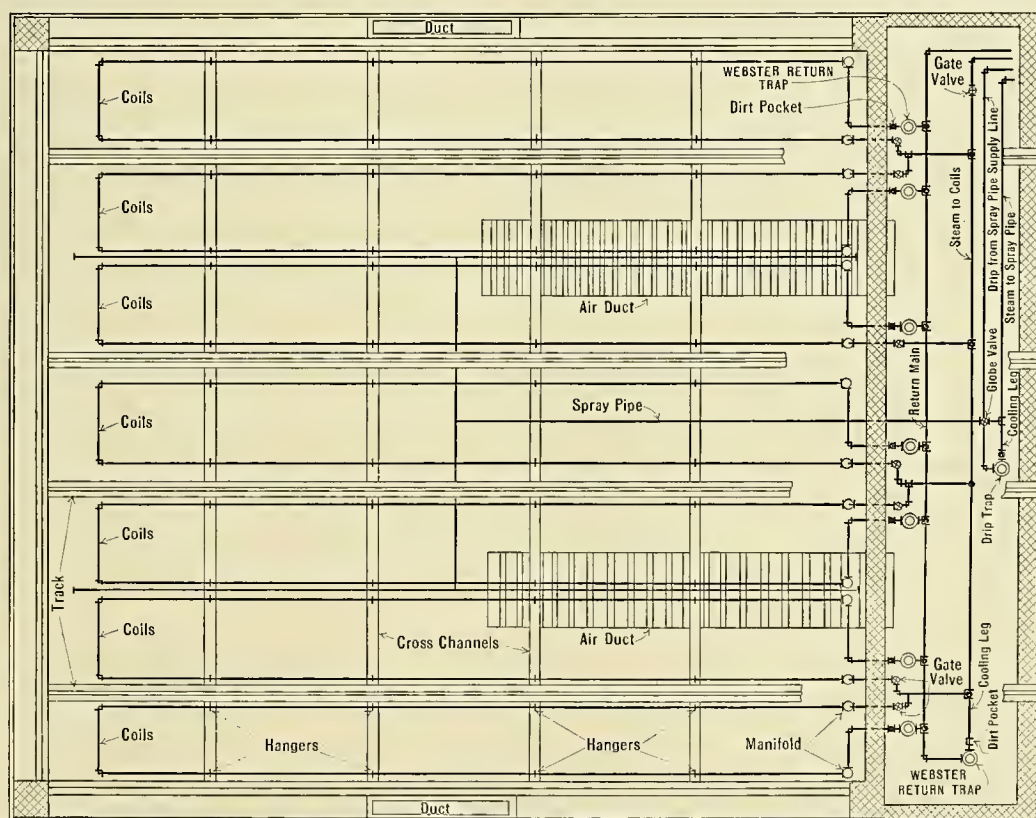 Duct
WEBSTER RETURN
TRAP
Gate
Valve
Coils
Dirt Pocket
Drip from Spray Pipe Supply Line
Steam to Coils
Steam to Spray Pipe
Coils
Air Duct
Coils
Globe Valve
Cooling Leg
Return Main
Spray Pipe
Coils
Drip Trap
Coils
Track
Air Duct
Coils
Cross Channels
Gate
Valve
Cooling Leg
Dirt Pocket
Coils
Hangers
Hangers
Manifold
WEBSTER
RETURN TRAP
Duct